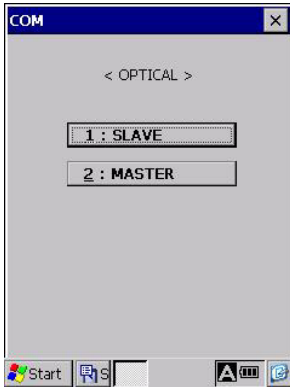 COM
< OPTICAL >
1 : SLAVE
2 : MASTER
Start S A